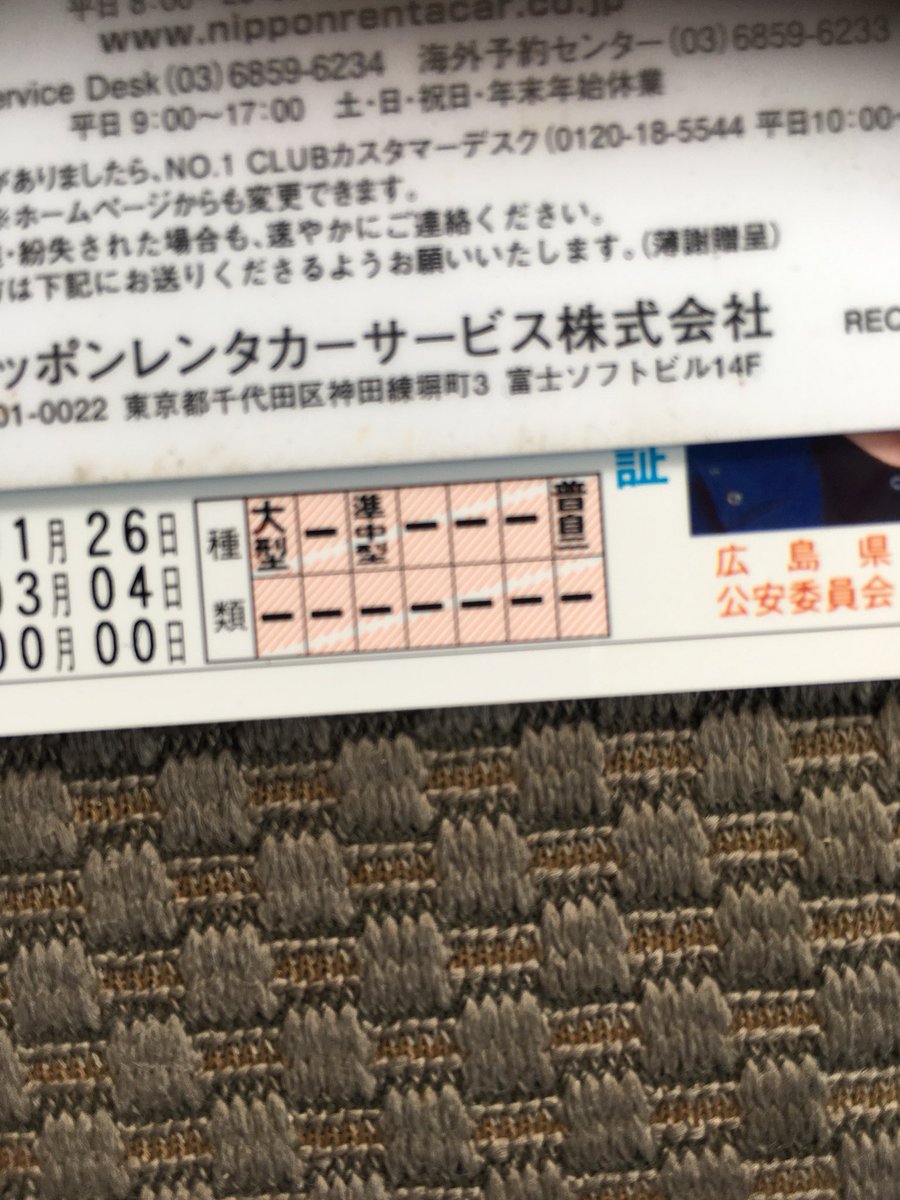 平日 8:00
www.nipponrentacar.co.jp
ervice Desk (03) 6859-6234 海外予約センター (03) 6859-6233
平日 9:00〜17:00 土・日・祝日・年末年始休業
がありましたら、NO.1 CLUBカスタマーデスク(0120-18-5544 平日10:00〜
※ホームページからも変更できます。
・紛失された場合も、速やかにご連絡ください。
は下記にお送りくださるようお願いいたします。(薄謝贈呈)
ッポンレンタカーサービス株式会社 REC
01-0022 東京都千代田区神田練塀町3 富士ソフトビル14F
証
1月26日
03月04日
00月00日
種類
大型 ー 準中型 ー ー ー 普自二
ー ー ー ー ー ー ー
広島県
公安委員会